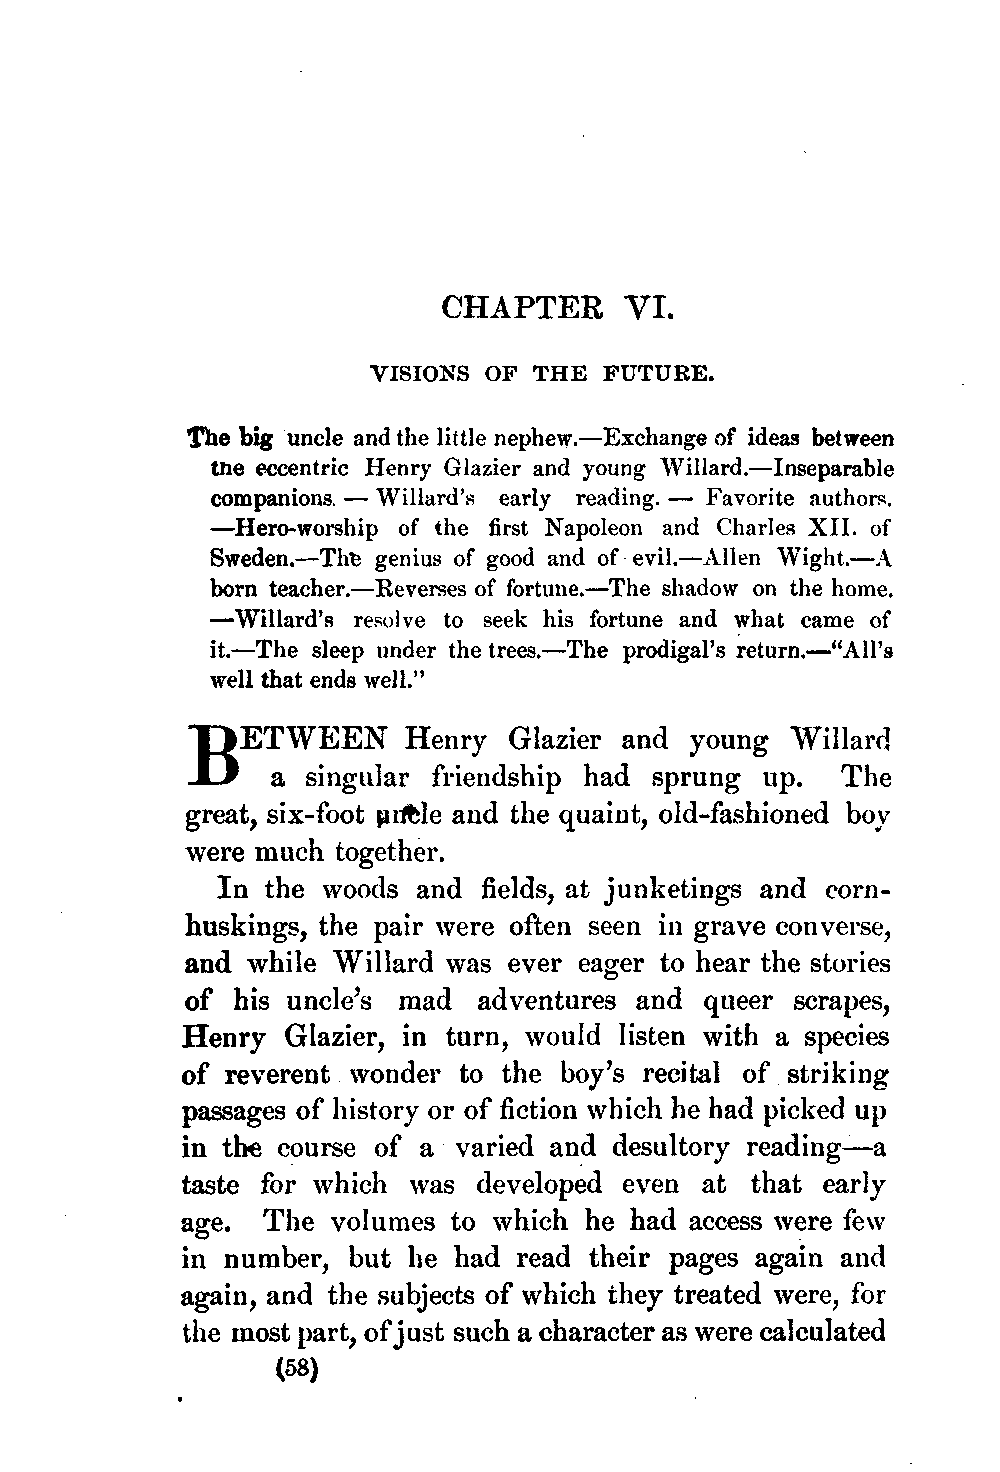 CHAPTER VI.
VISIONS OF THE FUTURE.
The big uncle and the little nephew.—Exchange of ideas between
the eccentric Henry Glazier and young Willard.—Inseparable
companions. — Willard's early reading. — Favorite authors.
—Hero-worship of the first Napoleon and Charles XII. of
Sweden.—The genius of good and of evil.—Allen Wight.—A
born teacher.—Reverses of fortune.—The shadow on the home.
—Willard's resolve to seek his fortune and what came of
it.—The sleep under the trees.—The prodigal's return.—“All's
well that ends well.”
BETWEEN Henry Glazier and young Willard
a singular friendship had sprung up. The
great, six-foot and the quaint, old-fashioned boy
were much together.
In the woods and fields, at junketings and corn-
huskings, the pair were often seen in grave converse,
and while Willard was ever eager to hear the stories
of his uncle's mad adventures and queer scrapes,
Henry Glazier, in turn, would listen with a species
of reverent wonder to the boy's recital of striking
passages of history or of fiction which he had picked up
in the course of a varied and desultory reading—a
taste for which was developed even at that early
age. The volumes to which he had access were few
in number, but he had read their pages again and
again, and the subjects of which they treated were, for
the most part, of just such a character as were calculated
(58)